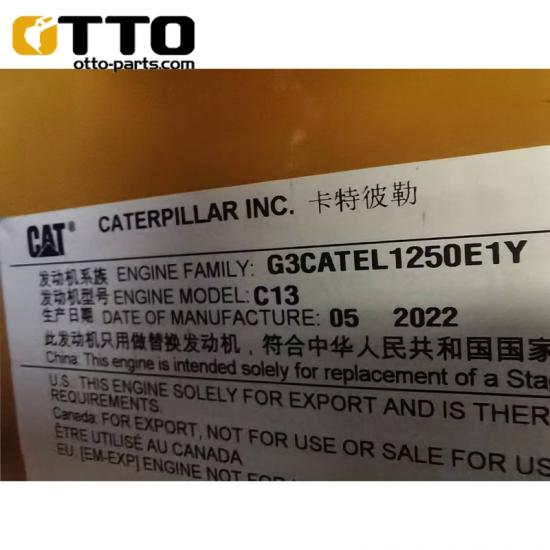 OTTO
otto-parts.com
CAT® CATERPILLAR INC. 卡特彼勒
发动机系族 ENGINE FAMILY: G3CATEL1250E1Y
发动机型号 ENGINE MODEL: C13
生产日期 DATE OF MANUFACTURE: 05 2022
此发动机只用做替换发动机，符合中华人民共和国国家
China: This engine is intended solely for replacement of a Sta
U.S.: THIS ENGINE SOLELY FOR EXPORT AND IS THER
REQUIREMENTS.
Canada: FOR EXPORT, NOT FOR USE OR SALE FOR US
ÊTRE UTILISÉ AU CANADA
EU: [EM-EXP] ENGINE NOT